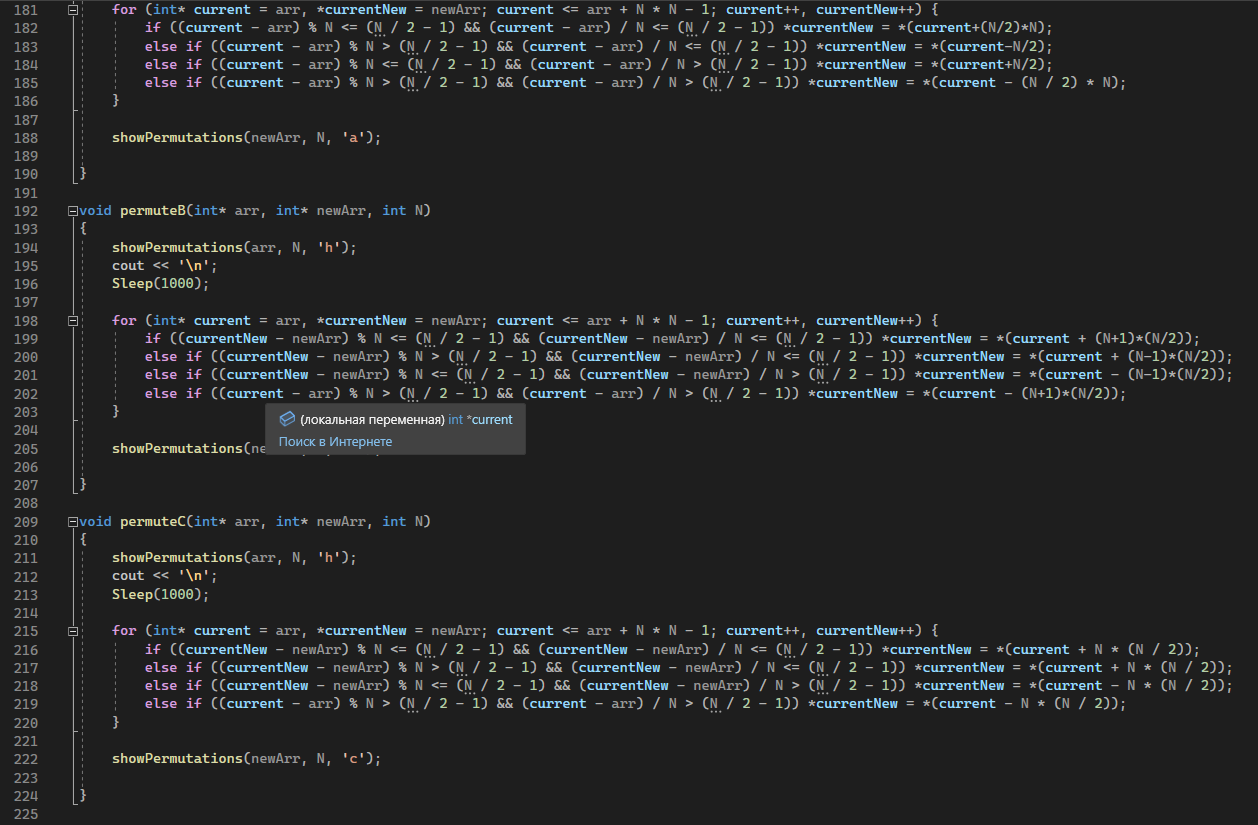 181 for (int* current = arr, *currentNew = newArr; current <= arr + N * N - 1; current++, currentNew++) {
182 if ((current - arr) % N <= (N / 2 - 1) && (current - arr) / N <= (N / 2 - 1)) *currentNew = *(current+(N/2)*N);
183 else if ((current - arr) % N > (N / 2 - 1) && (current - arr) / N <= (N / 2 - 1)) *currentNew = *(current-N/2);
184 else if ((current - arr) % N <= (N / 2 - 1) && (current - arr) / N > (N / 2 - 1)) *currentNew = *(current+N/2);
185 else if ((current - arr) % N > (N / 2 - 1) && (current - arr) / N > (N / 2 - 1)) *currentNew = *(current - (N / 2) * N);
186 }
187
188 showPermutations(newArr, N, 'a');
189
190 }
191
192 void permuteB(int* arr, int* newArr, int N)
193 {
194 showPermutations(arr, N, 'h');
195 cout << '\n';
196 Sleep(1000);
197
198 for (int* current = arr, *currentNew = newArr; current <= arr + N * N - 1; current++, currentNew++) {
199 if ((currentNew - newArr) % N <= (N / 2 - 1) && (currentNew - newArr) / N <= (N / 2 - 1)) *currentNew = *(current + (N+1)*(N/2));
200 else if ((currentNew - newArr) % N > (N / 2 - 1) && (currentNew - newArr) / N <= (N / 2 - 1)) *currentNew = *(current + (N-1)*(N/2));
201 else if ((currentNew - newArr) % N <= (N / 2 - 1) && (currentNew - newArr) / N > (N / 2 - 1)) *currentNew = *(current - (N-1)*(N/2));
202 else if ((current - arr) % N > (N / 2 - 1) && (current - arr) / N > (N / 2 - 1)) *currentNew = *(current - (N+1)*(N/2));
203 }
(локальная переменная) int *current
204
Поиск в Интернете
205 showPermutations(ne
206
207 }
208
209 void permuteC(int* arr, int* newArr, int N)
210 {
211 showPermutations(arr, N, 'h');
212 cout << '\n';
213 Sleep(1000);
214
215 for (int* current = arr, *currentNew = newArr; current <= arr + N * N - 1; current++, currentNew++) {
216 if ((currentNew - newArr) % N <= (N / 2 - 1) && (currentNew - newArr) / N <= (N / 2 - 1)) *currentNew = *(current + N * (N / 2));
217 else if ((currentNew - newArr) % N > (N / 2 - 1) && (currentNew - newArr) / N <= (N / 2 - 1)) *currentNew = *(current + N * (N / 2));
218 else if ((currentNew - newArr) % N <= (N / 2 - 1) && (currentNew - newArr) / N > (N / 2 - 1)) *currentNew = *(current - N * (N / 2));
219 else if ((current - arr) % N > (N / 2 - 1) && (current - arr) / N > (N / 2 - 1)) *currentNew = *(current - N * (N / 2));
220 }
221
222 showPermutations(newArr, N, 'c');
223
224 }
225